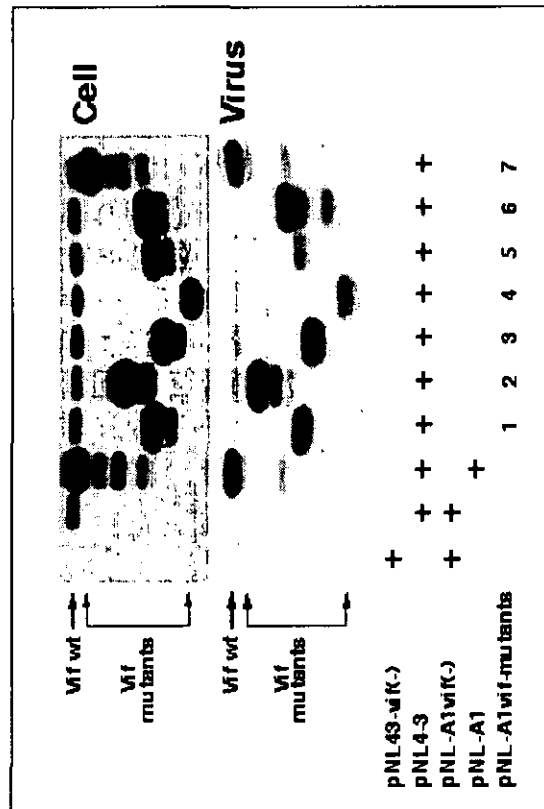 Cell
Vif wt
Vif
mutants
Virus
Vif wt
Vif
mutants
pNL43-vif(-) +
pNL4-3 + + + + + + + + +
pNL-A1vif(-) + +
pNL-A1 +
pNL-A1vif-mutants 1 2 3 4 5 6 7